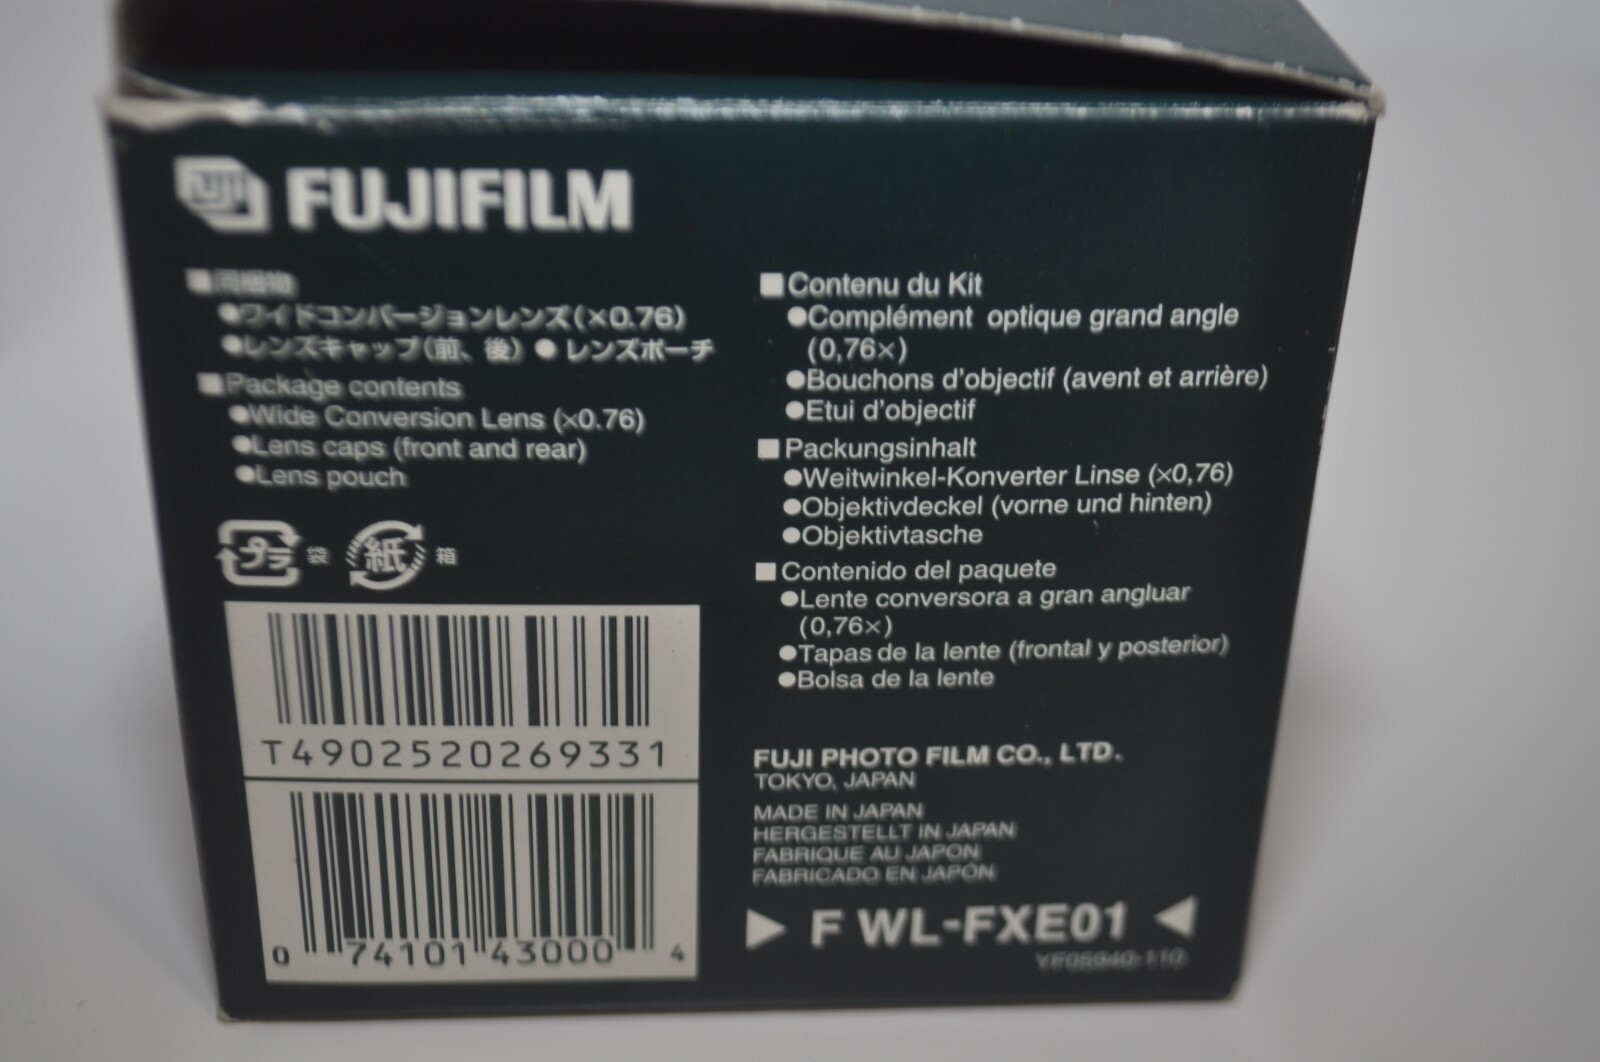 Fuji FUJIFILM
■同梱物
●ワイドコンバージョンレンズ(×0.76)
●レンズキャップ(前、後) ●レンズポーチ
■Package contents
●Wide Conversion Lens (×0.76)
●Lens caps (front and rear)
●Lens pouch
プラ 袋 紙 箱
T4902520269331
0 74101 43000 4
■Contenu du Kit
●Complément optique grand angle
(0,76×)
●Bouchons d'objectif (avent et arrière)
●Etui d'objectif
■Packungsinhalt
●Weitwinkel-Konverter Linse (×0,76)
●Objektivdeckel (vorne und hinten)
●Objektivtasche
■Contenido del paquete
●Lente conversora a gran angluar
(0,76×)
●Tapas de la lente (frontal y posterior)
●Bolsa de la lente
FUJI PHOTO FILM CO., LTD.
TOKYO, JAPAN
MADE IN JAPAN
HERGESTELLT IN JAPAN
FABRIQUE AU JAPON
FABRICADO EN JAPÓN
▶ F WL-FXE01 ◀